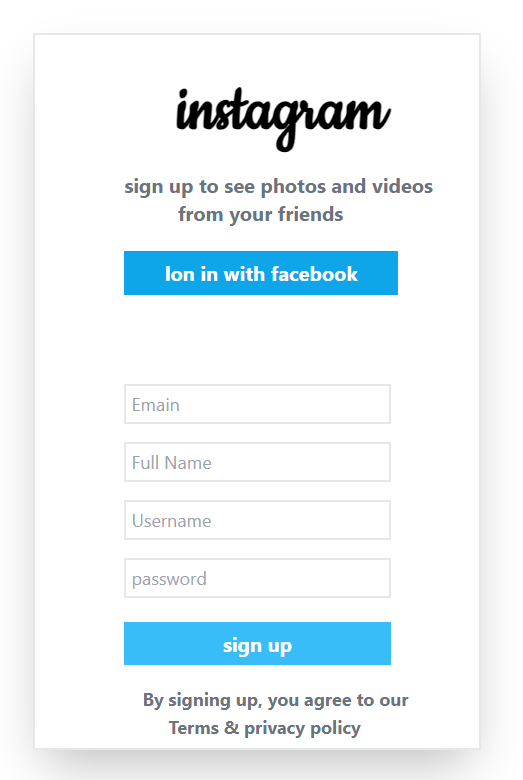 instagram
sign up to see photos and videos
from your friends
lon in with facebook
Emain
Full Name
Username
password
sign up
By signing up, you agree to our
Terms & privacy policy